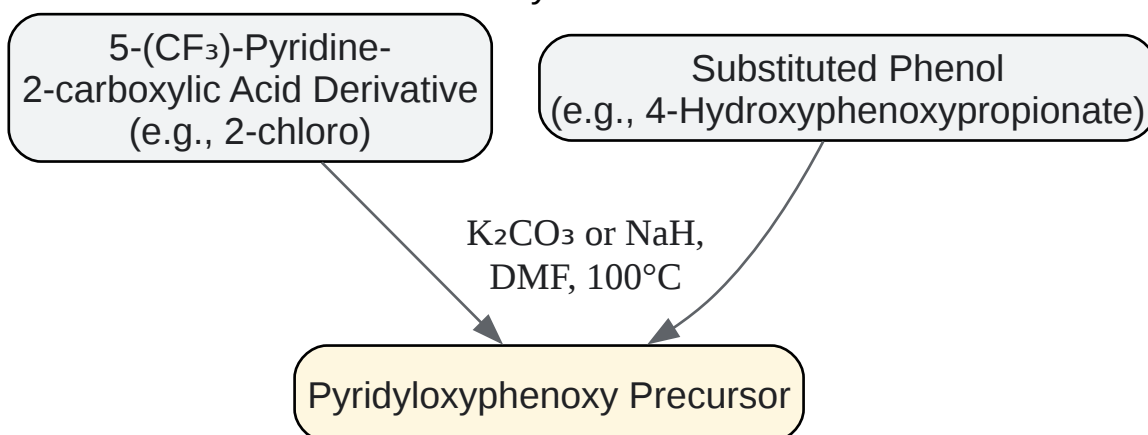 5-(CF₃)-Pyridine-
2-carboxylic Acid Derivative
(e.g., 2-chloro)
Substituted Phenol
(e.g., 4-Hydroxyphenoxypropionate)
K₂CO₃ or NaH,
DMF, 100°C
Pyridyloxyphenoxy Precursor